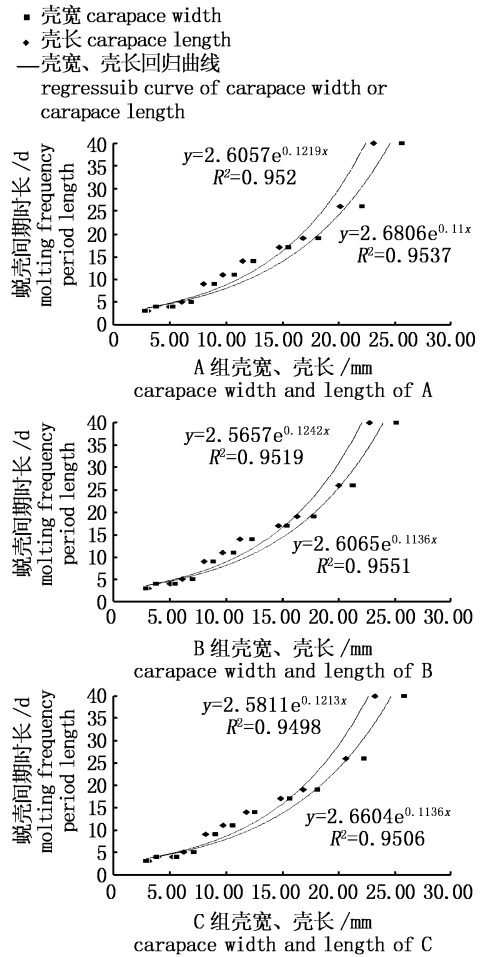 ■ 壳宽 carapace width
◆ 壳长 carapace length
—壳宽、壳长回归曲线
regressuib curve of carapace width or
carapace length
蜕壳间期时长/d
molting frequency
period length
40
35
30
25
20
15
10
5
0
y=2.6057e^0.1219x
R²=0.952
y=2.6806e^0.11x
R²=0.9537
0 5.00 10.00 15.00 20.00 25.00 30.00
A组壳宽、壳长/mm
carapace width and length of A
蜕壳间期时长/d
molting frequency
period length
40
35
30
25
20
15
10
5
0
y=2.5657e^0.1242x
R²=0.9519
y=2.6065e^0.1136x
R²=0.9551
0 5.00 10.00 15.00 20.00 25.00 30.00
B组壳宽、壳长/mm
carapace width and length of B
蜕壳间期时长/d
molting frequency
period length
40
35
30
25
20
15
10
5
0
y=2.5811e^0.1213x
R²=0.9498
y=2.6604e^0.1136x
R²=0.9506
0 5.00 10.00 15.00 20.00 25.00 30.00
C组壳宽、壳长/mm
carapace width and length of C